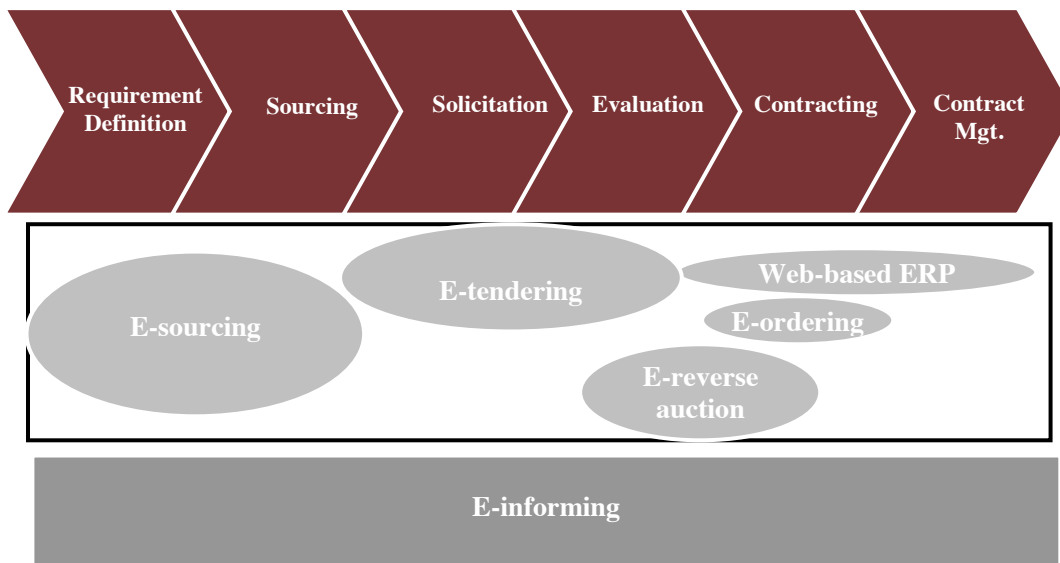 Requirement
Definition
Sourcing
Solicitation
Evaluation
Contracting
Contract
Mgt.
E-sourcing
E-tendering
Web-based ERP
E-ordering
E-reverse
auction
E-informing